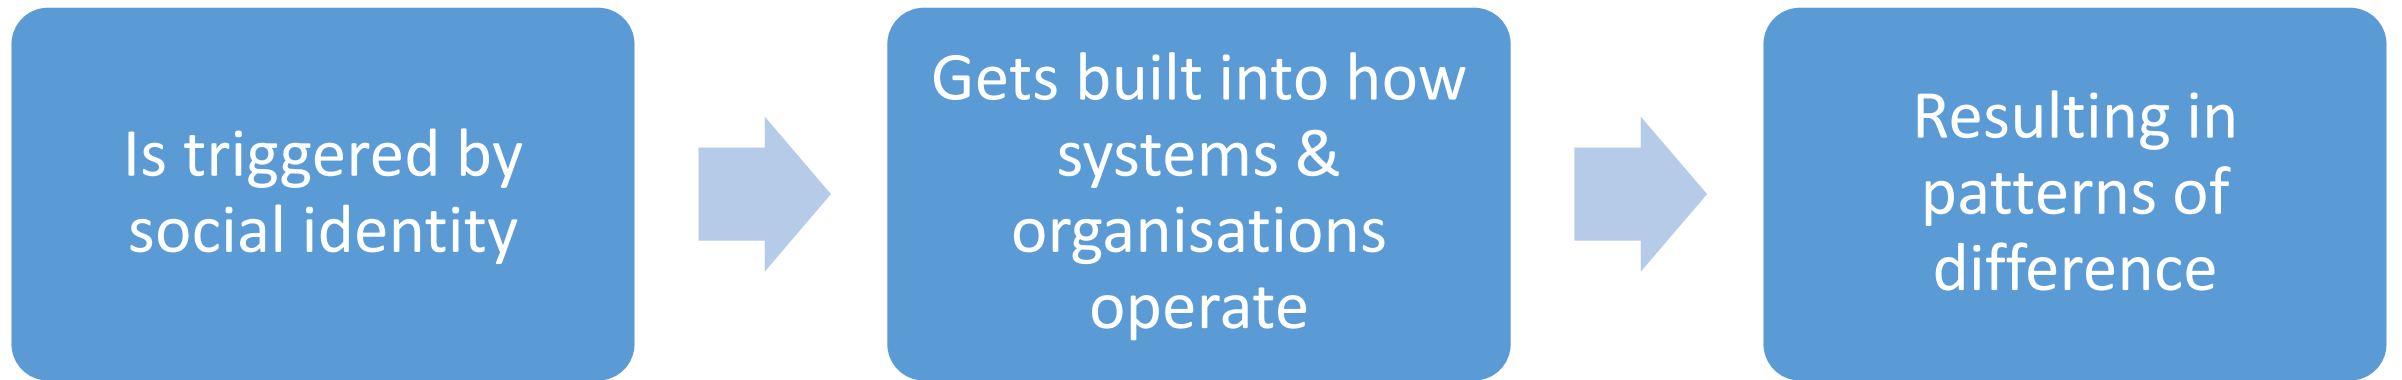 Is triggered by
social identity
Gets built into how
systems &
organisations
operate
Resulting in
patterns of
difference